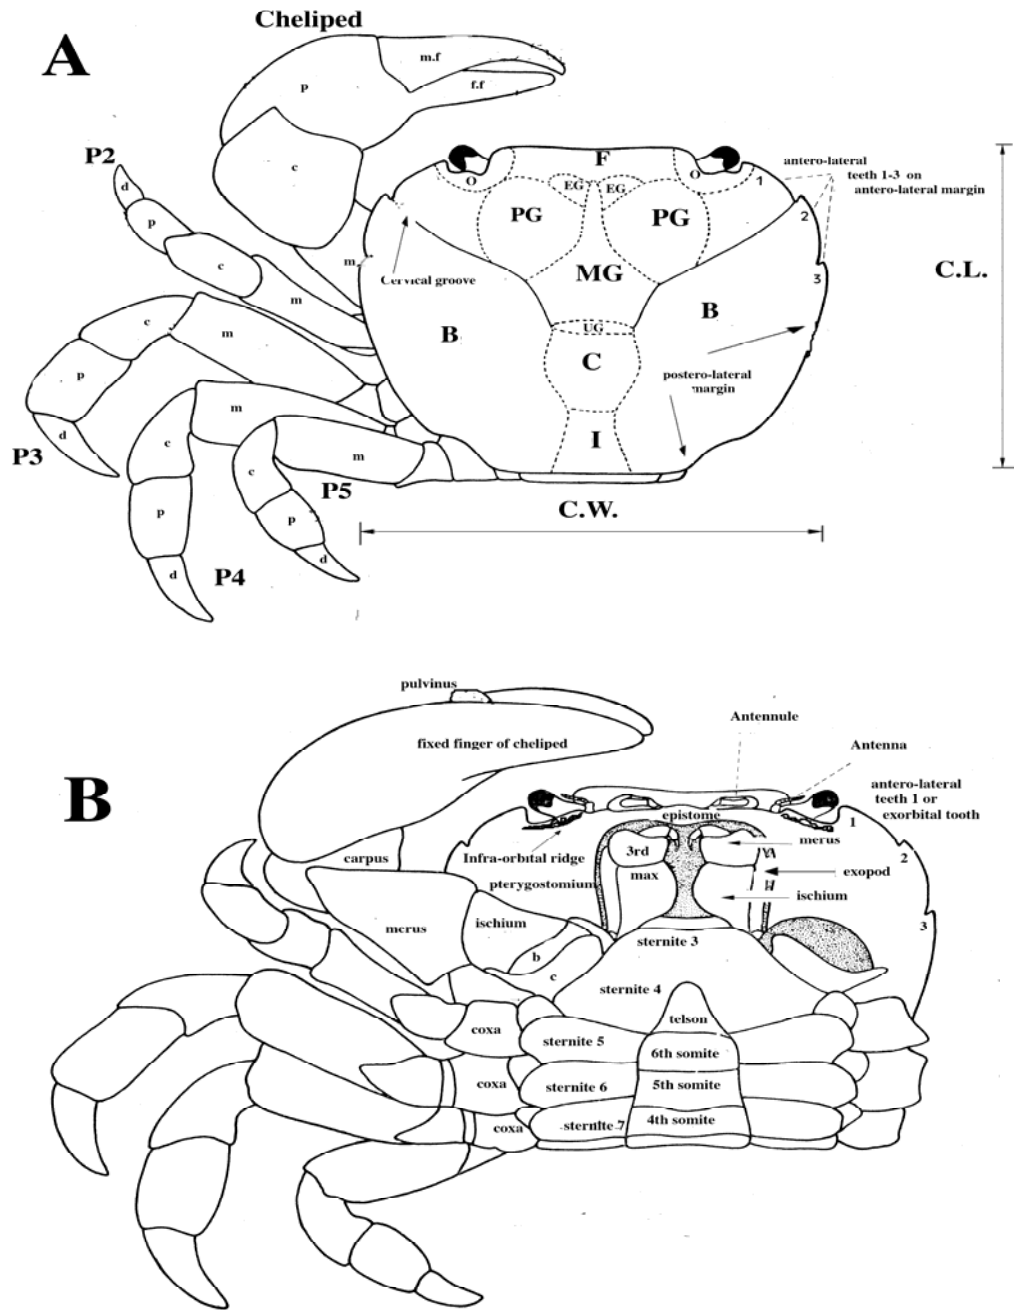 Cheliped
A
m.f
f.f
p
P2
c
F
O
O
1
antero-lateral
teeth 1-3 on
antero-lateral margin
d
EG
EG
p
PG
PG
2
c
m
MG
Cervical groove
3
C.L.
m
c
m
B
B
UG
p
C
postero-lateral
margin
m
d
c
I
P3
m
c
P5
C.W.
p
p
d
d
P4
pulvinus
Antennule
fixed finger of cheliped
Antenna
B
antero-lateral
teeth 1 or
exorbital tooth
epistome
1
merus
carpus
Infra-orbital ridge
3rd
2
max
exopod
pterygostomium
ischium
ischium
merus
3
sternite 3
b
c
sternite 4
telson
coxa
sternite 5
6th somite
coxa
sternite 6
5th somite
coxa
sternite 7
4th somite